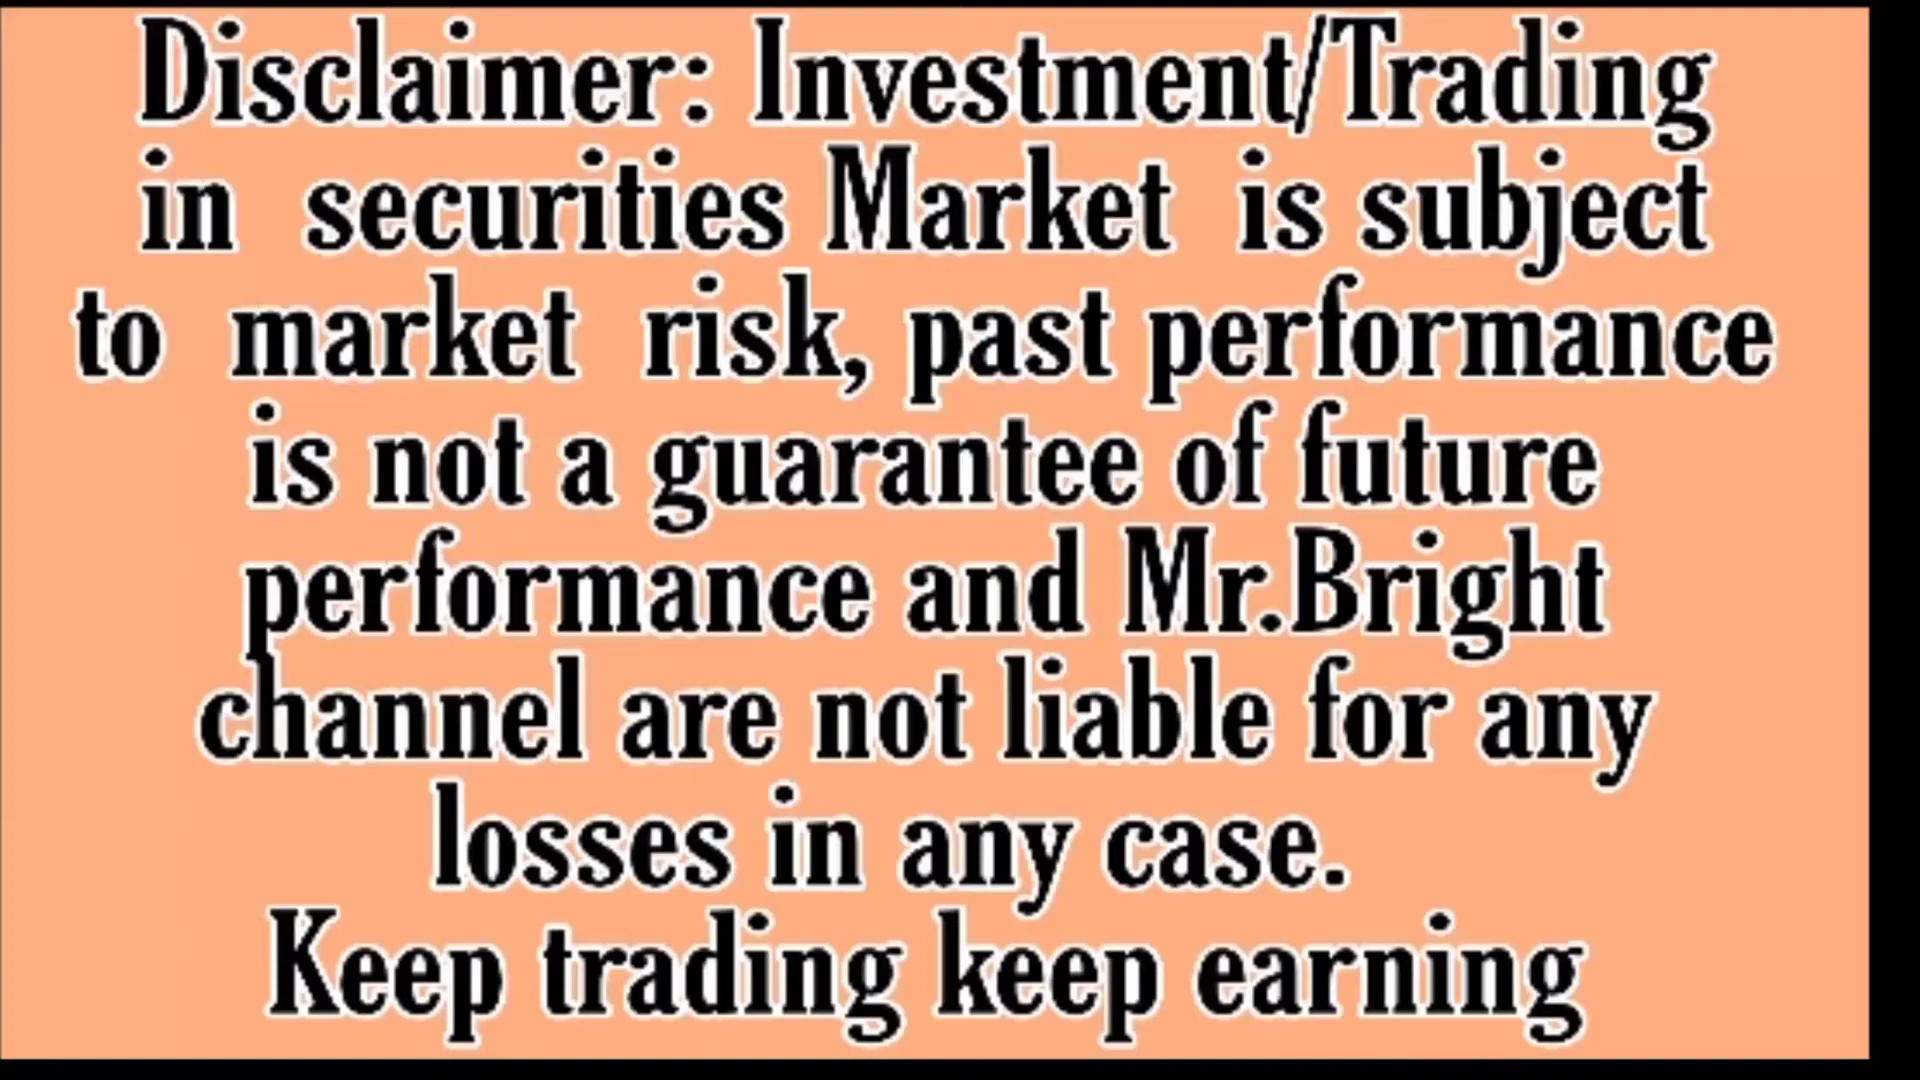 Disclaimer: Investment/Trading
in securities Market is subject
to market risk, past performance
is not a guarantee of future
performance and Mr.Bright
channel are not liable for any
losses in any case.
Keep trading keep earning